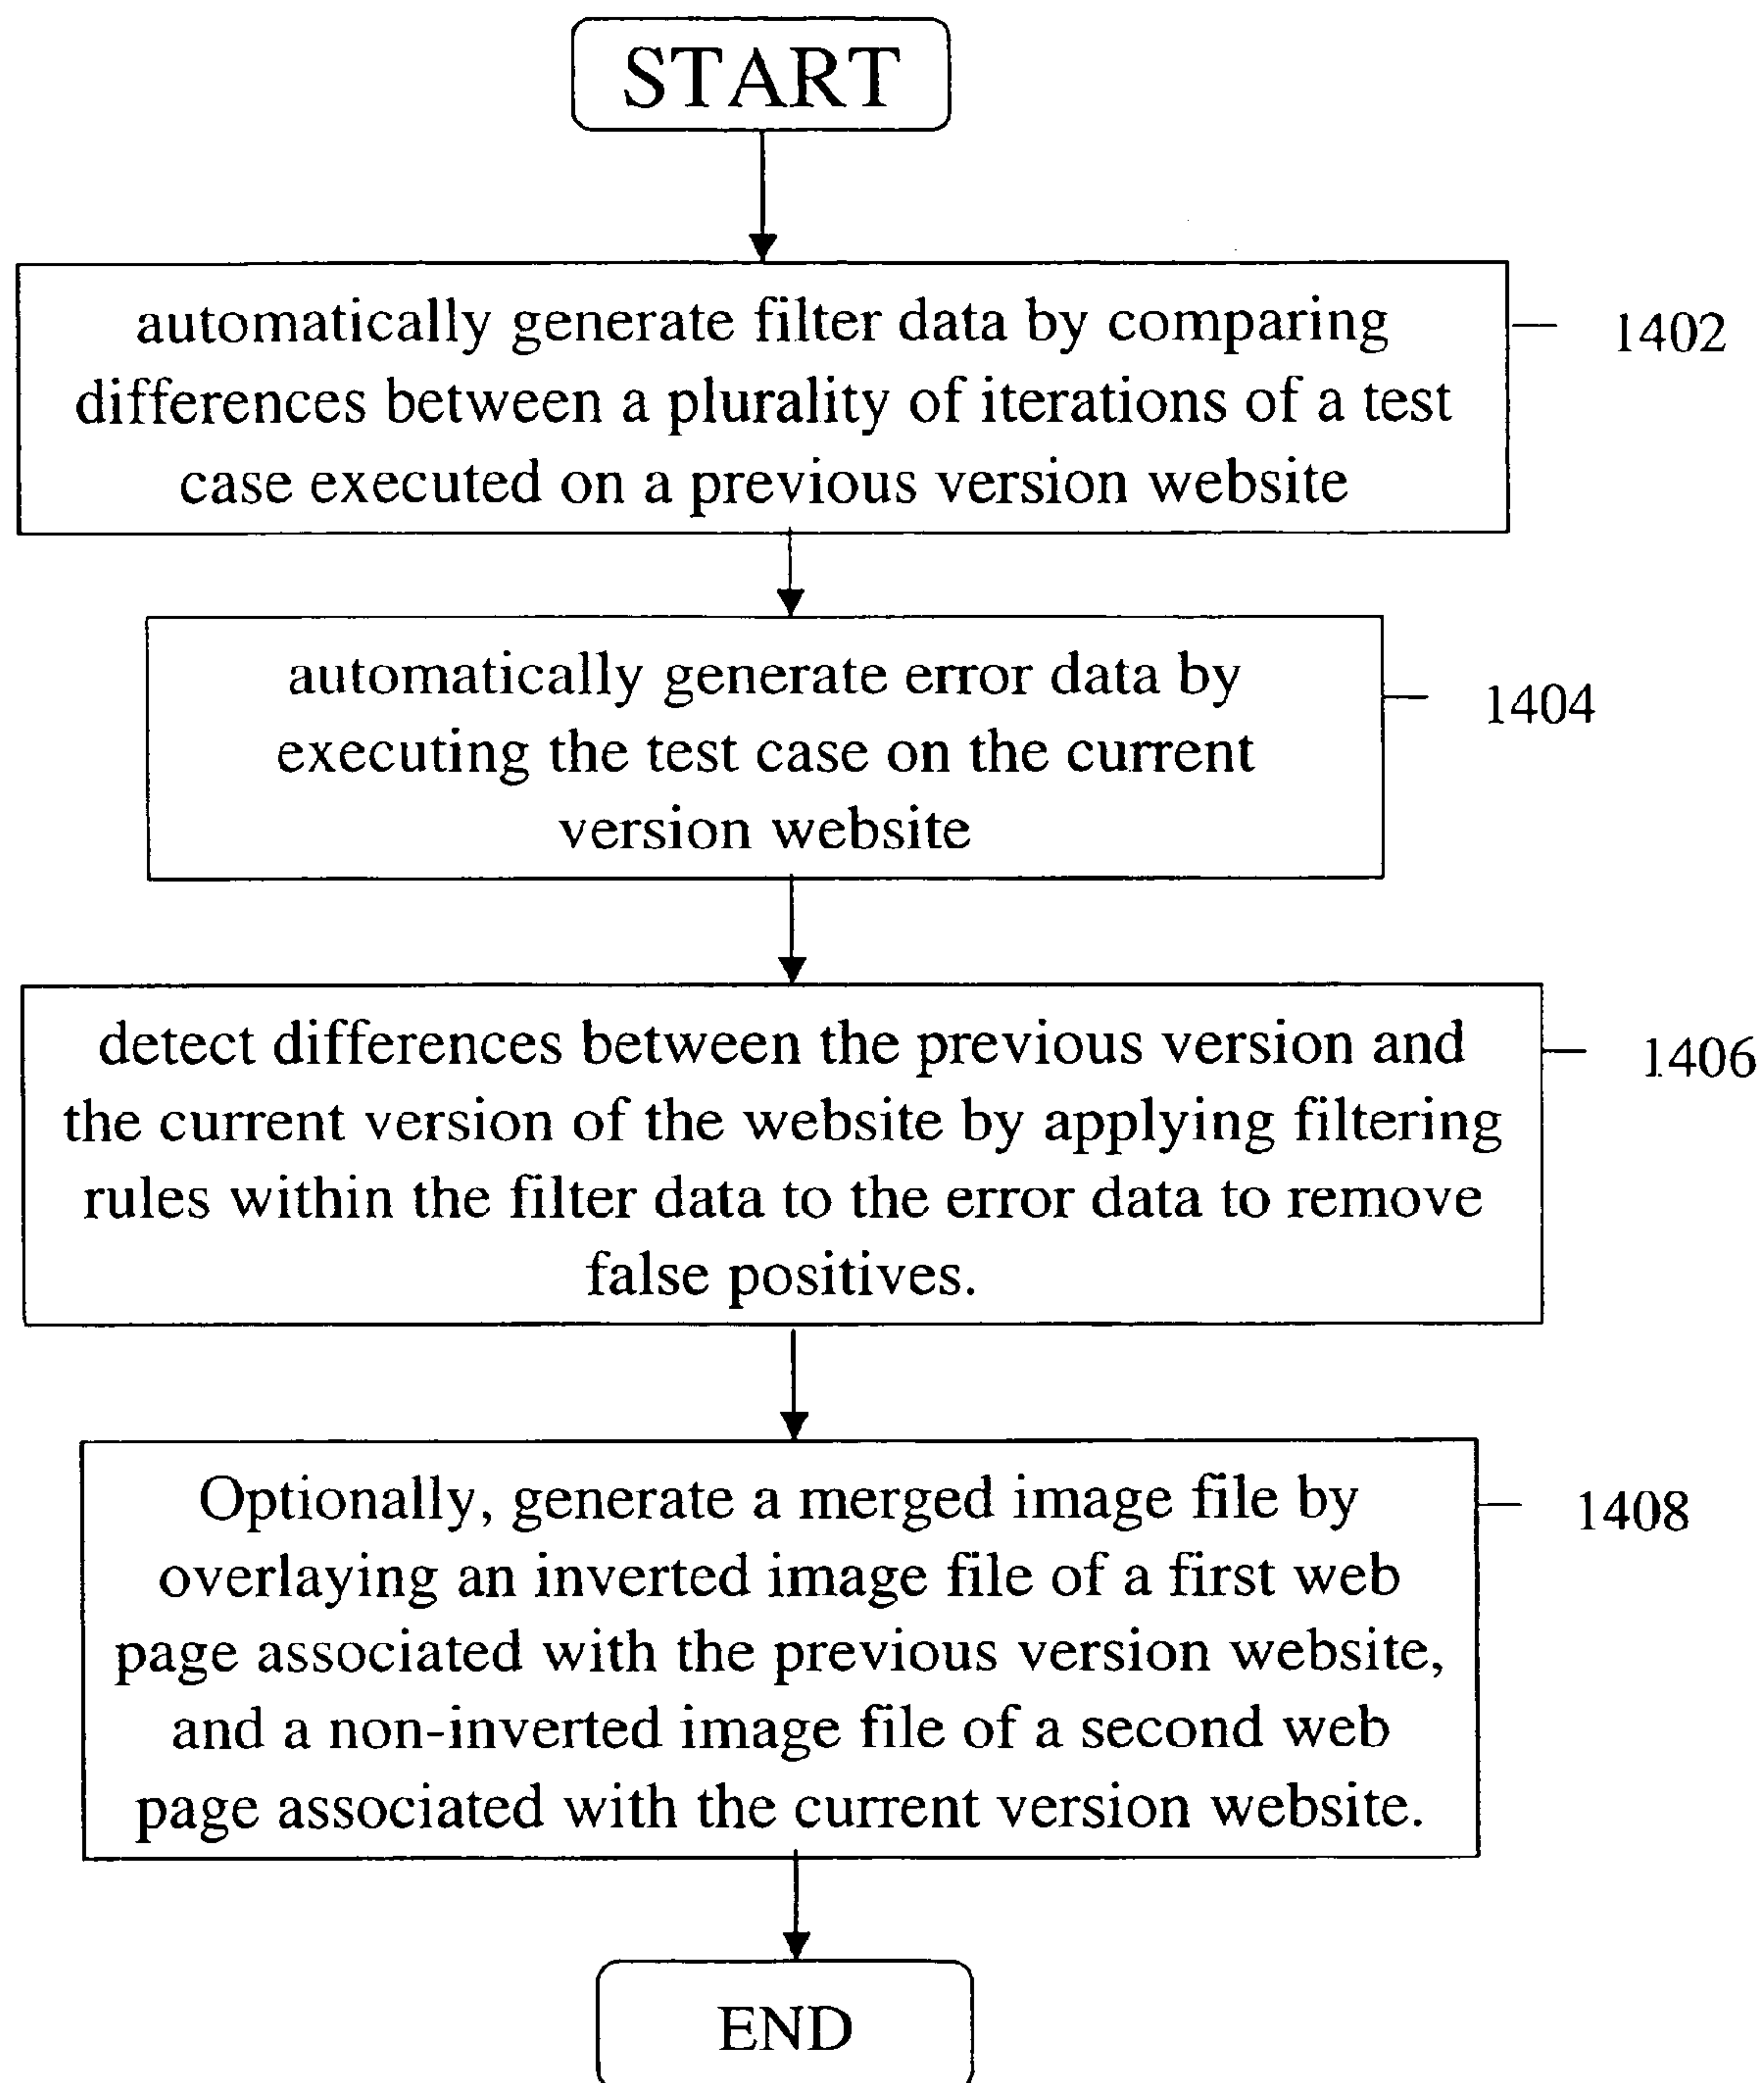 START
automatically generate filter data by comparing
differences between a plurality of iterations of a test
case executed on a previous version website
1402
automatically generate error data by
executing the test case on the current
version website
1404
detect differences between the previous version and
the current version of the website by applying filtering
rules within the filter data to the error data to remove
false positives.
1406
Optionally, generate a merged image file by
overlaying an inverted image file of a first web
page associated with the previous version website,
and a non-inverted image file of a second web
page associated with the current version website.
1408
END